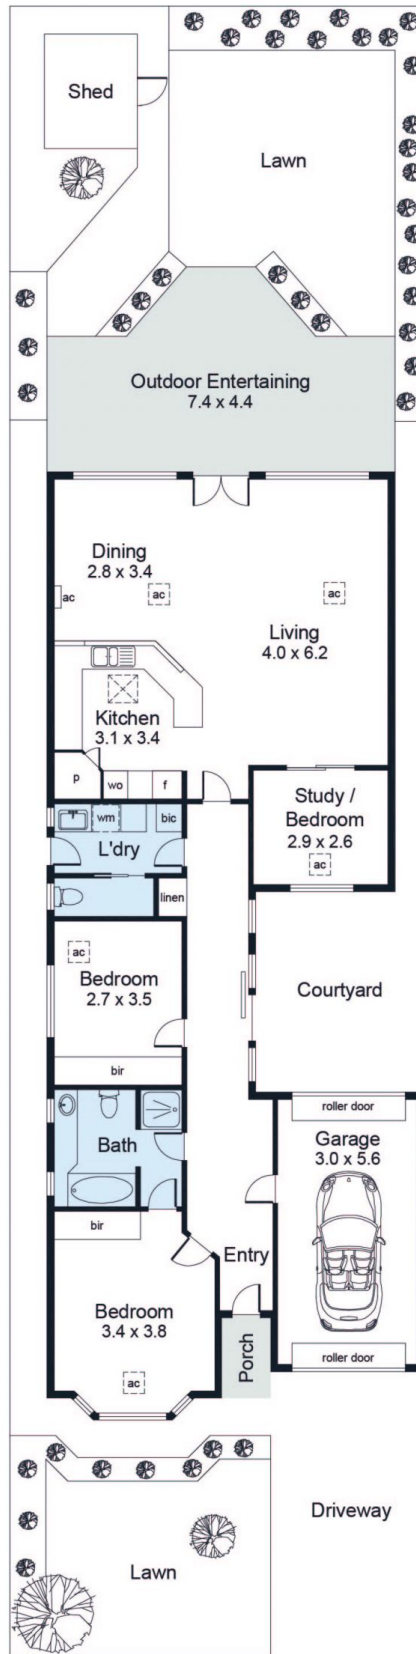 Shed
Lawn
Outdoor Entertaining
7.4 x 4.4
Dining
2.8 x 3.4
ac
ac
ac
Living
4.0 x 6.2
Kitchen
3.1 x 3.4
p
wo
f
Study /
Bedroom
2.9 x 2.6
ac
wm
bic
L'dry
linen
ac
Bedroom
2.7 x 3.5
bir
Courtyard
roller door
Bath
Garage
3.0 x 5.6
bir
Entry
Bedroom
3.4 x 3.8
ac
Porch
roller door
Driveway
Lawn